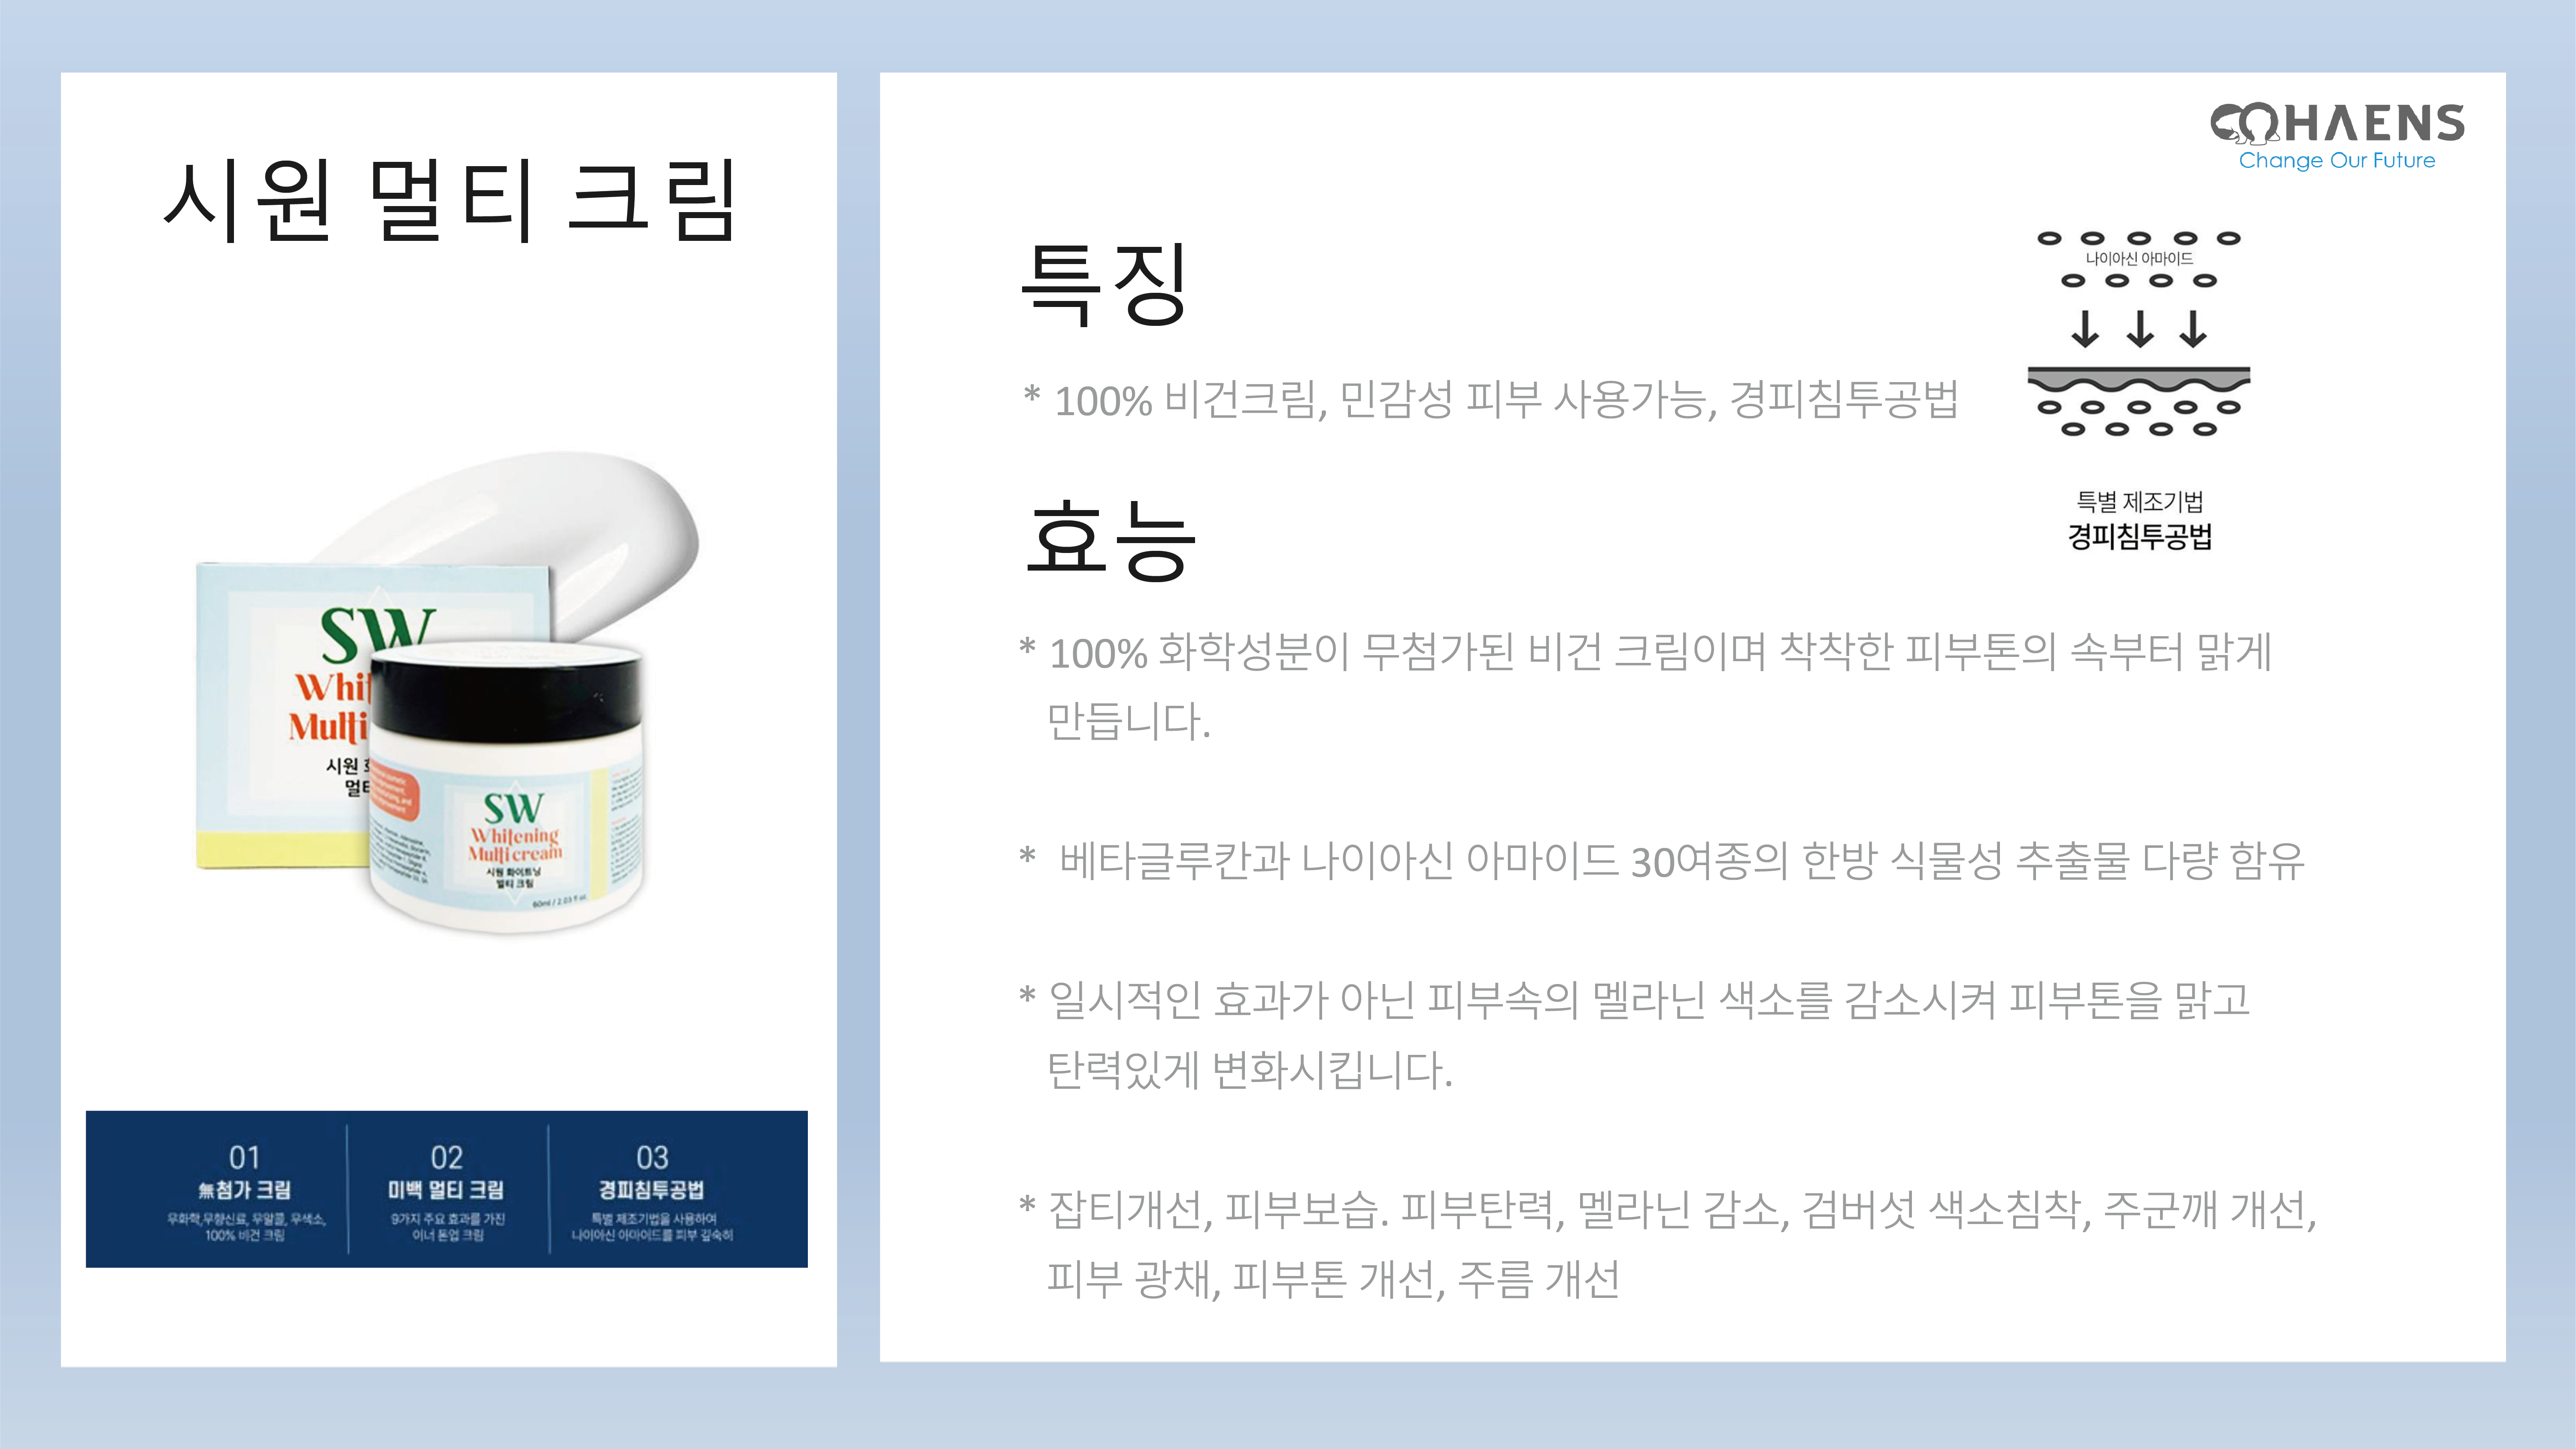 시원 멀티 크림
SW
Whit
Multi
시원 화
멀티
SW
Whitening
Multi cream
시원 화이트닝
멀티 크림
60ml / 2.03 fl oz
01
無첨가 크림
무화학,무향신료, 무알콜, 무색소,
100% 비건 크림
02
미백 멀티 크림
9가지 주요 효과를 가진
이너 톤업 크림
03
경피침투공법
특별 제조기법을 사용하여
나이아신 아마이드를 피부 깊숙히
HAENS
Change Our Future
특징
* 100% 비건크림, 민감성 피부 사용가능, 경피침투공법
나이아신 아마이드
특별 제조기법
경피침투공법
효능
* 100% 화학성분이 무첨가된 비건 크림이며 착착한 피부톤의 속부터 맑게
만듭니다.
* 베타글루칸과 나이아신 아마이드 30여종의 한방 식물성 추출물 다량 함유
* 일시적인 효과가 아닌 피부속의 멜라닌 색소를 감소시켜 피부톤을 맑고
탄력있게 변화시킵니다.
* 잡티개선, 피부보습. 피부탄력, 멜라닌 감소, 검버섯 색소침착, 주군깨 개선,
피부 광채, 피부톤 개선, 주름 개선